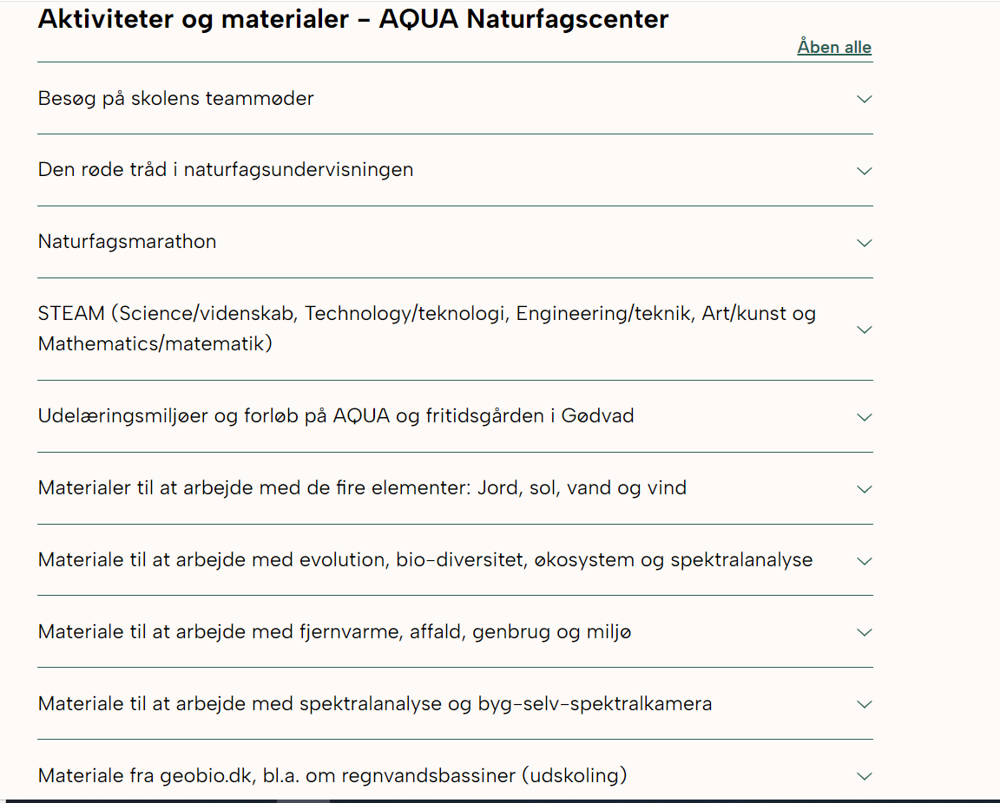 Aktiviteter og materialer – AQUA Naturfagscenter
Åben alle
Besøg på skolens teammøder
Den røde tråd i naturfagsundervisningen
Naturfagsmarathon
STEAM (Science/videnskab, Technology/teknologi, Engineering/teknik, Art/kunst og
Mathematics/matematik)
Udelæringsmiljøer og forløb på AQUA og fritidsgården i Gødvad
Materialer til at arbejde med de fire elementer: Jord, sol, vand og vind
Materiale til at arbejde med evolution, bio-diversitet, økosystem og spektralanalyse
Materiale til at arbejde med fjernvarme, affald, genbrug og miljø
Materiale til at arbejde med spektralanalyse og byg-selv-spektralkamera
Materiale fra geobio.dk, bl.a. om regnvandsbassiner (udskoling)